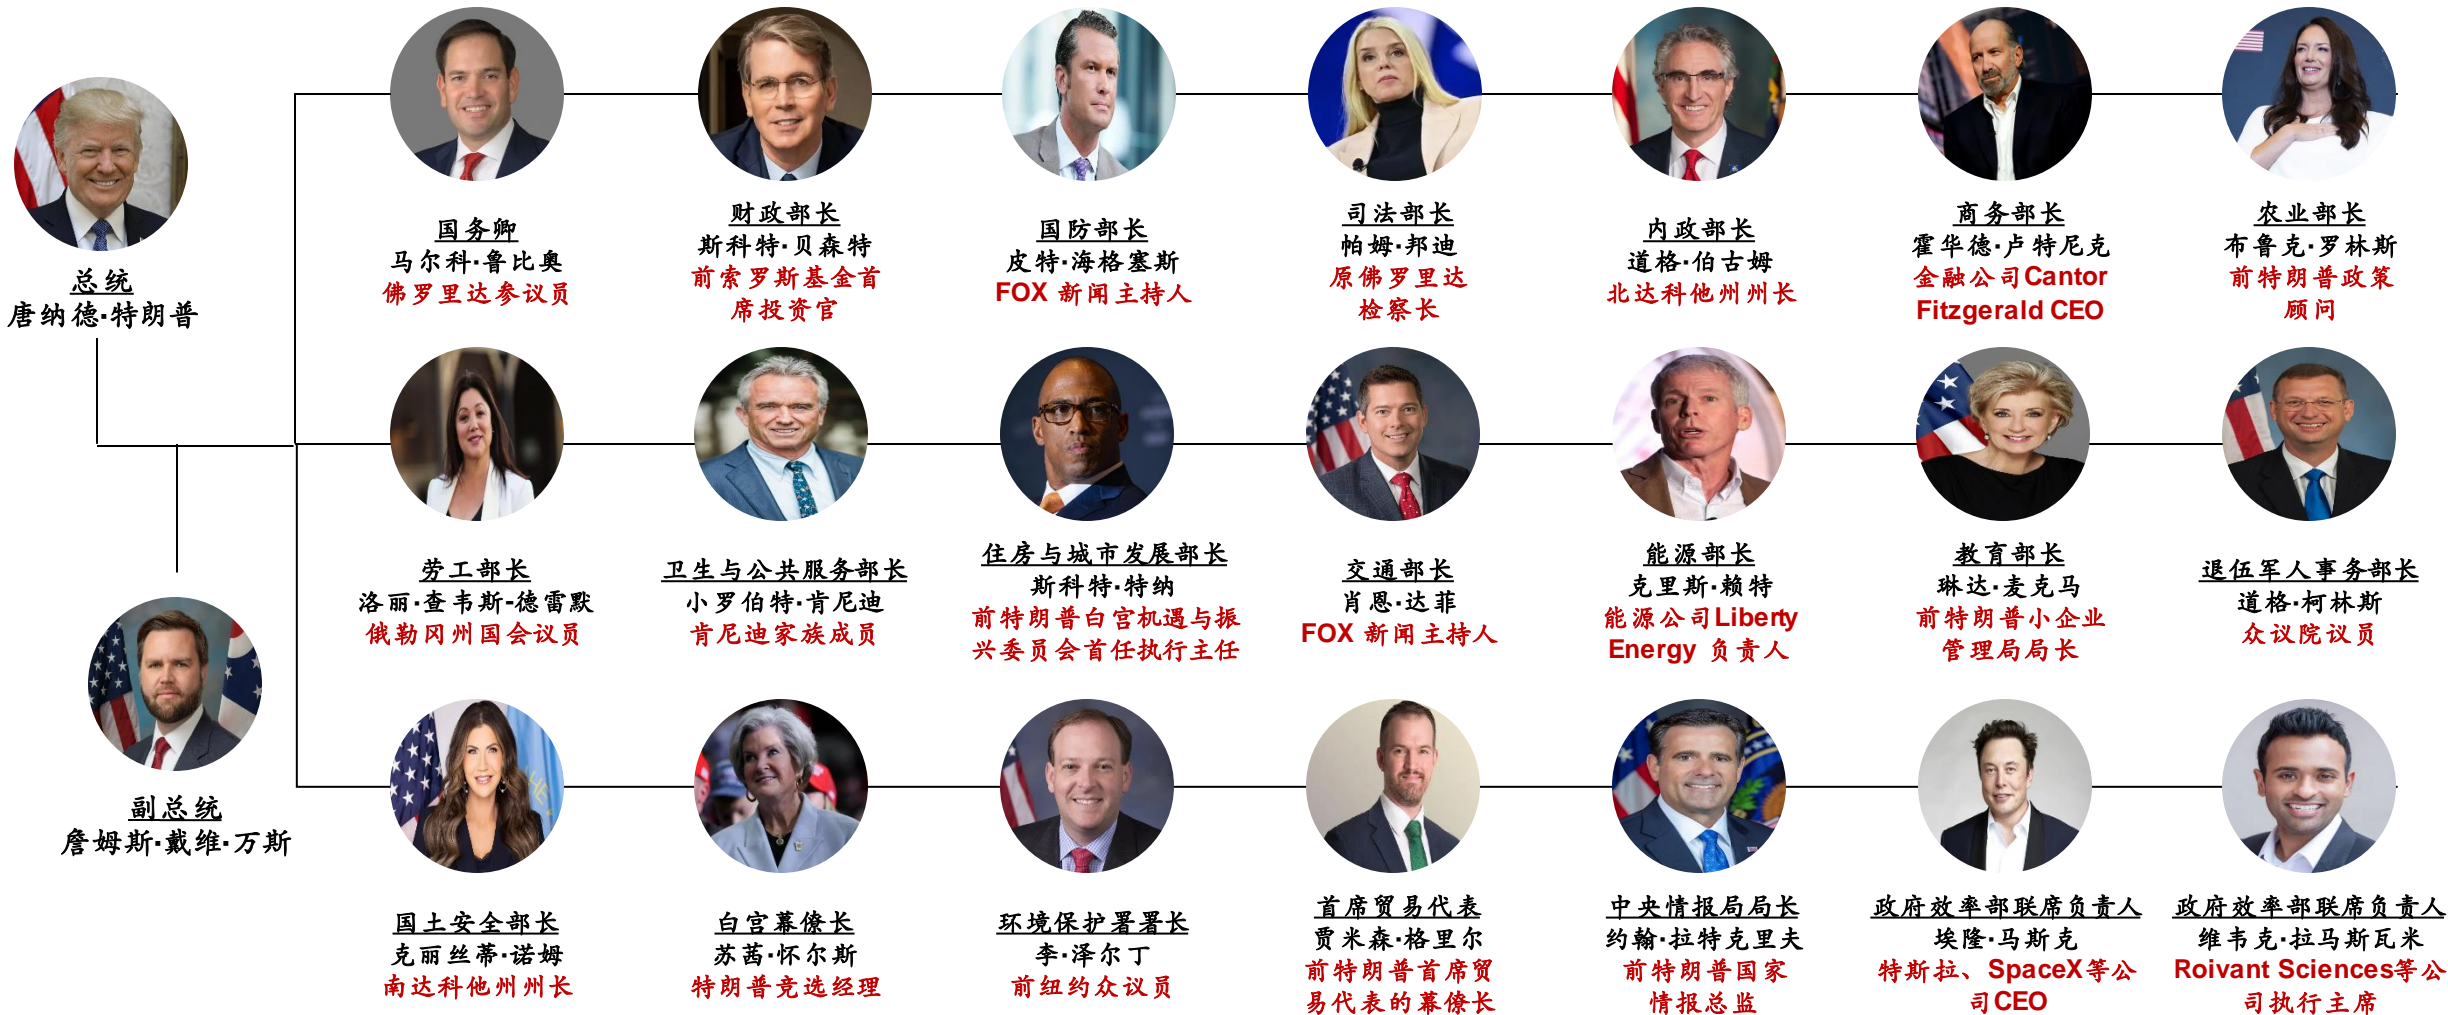 总统
唐纳德·特朗普
副总统
詹姆斯·戴维·万斯
国务卿
马尔科·鲁比奥
佛罗里达参议员
财政部长
斯科特·贝森特
前索罗斯基金首
席投资官
国防部长
皮特·海格塞斯
FOX 新闻主持人
司法部长
帕姆·邦迪
原佛罗里达
检察长
内政部长
道格·伯古姆
北达科他州州长
商务部长
霍华德·卢特尼克
金融公司Cantor
Fitzgerald CEO
农业部长
布鲁克·罗林斯
前特朗普政策
顾问
劳工部长
洛丽·查韦斯-德雷默
俄勒冈州国会议员
卫生与公共服务部长
小罗伯特·肯尼迪
肯尼迪家族成员
住房与城市发展部长
斯科特·特纳
前特朗普白宫机遇与振
兴委员会首任执行主任
交通部长
肖恩·达菲
FOX 新闻主持人
能源部长
克里斯·赖特
能源公司Liberty
Energy 负责人
教育部长
琳达·麦克马
前特朗普小企业
管理局局长
退伍军人事务部长
道格·柯林斯
众议院议员
国土安全部长
克丽丝蒂·诺姆
南达科他州州长
白宫幕僚长
苏茜·怀尔斯
特朗普竞选经理
环境保护署署长
李·泽尔丁
前纽约众议员
首席贸易代表
贾米森·格里尔
前特朗普首席贸
易代表的幕僚长
中央情报局局长
约翰·拉特克里夫
前特朗普国家
情报总监
政府效率部联席负责人
埃隆·马斯克
特斯拉、SpaceX等公
司CEO
政府效率部联席负责人
维韦克·拉马斯瓦米
Roivant Sciences等公
司执行主席